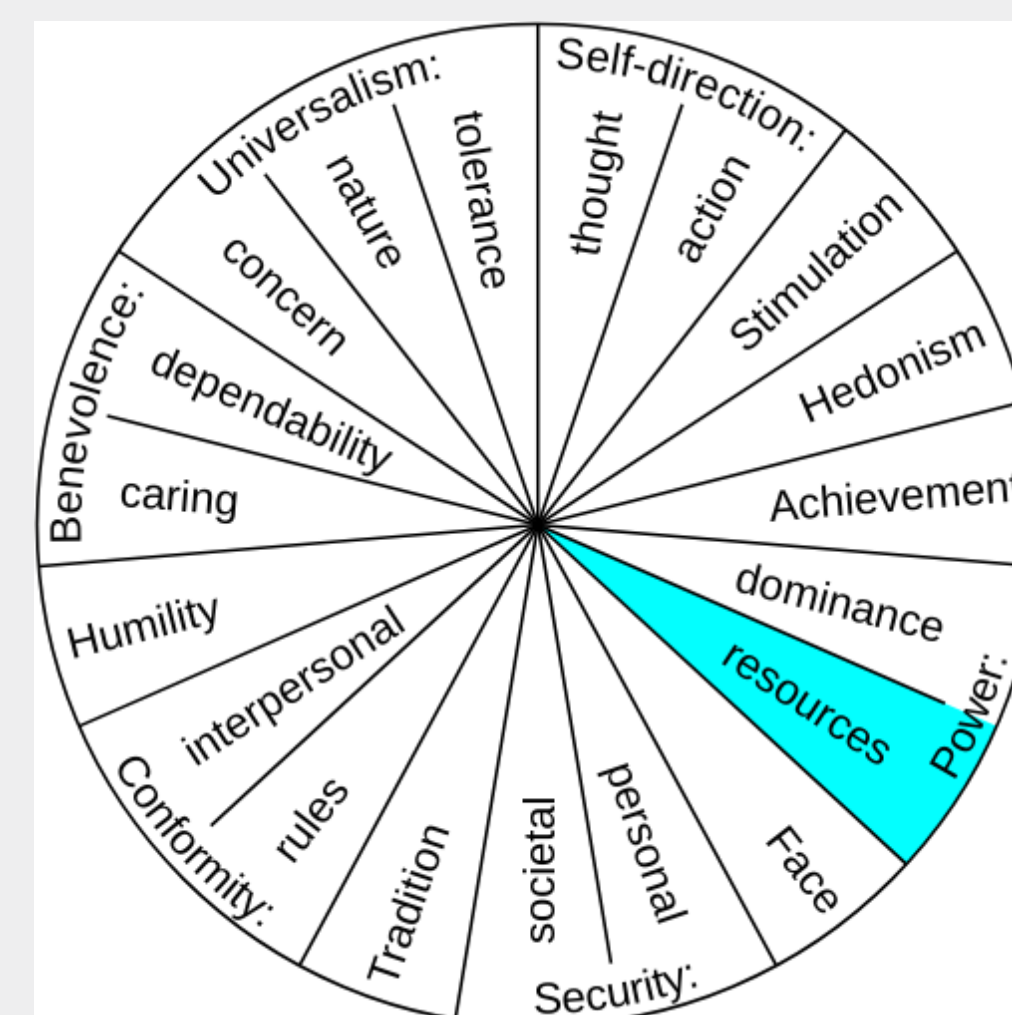 Self-direction:
thought
action
Stimulation
Hedonism
Achievement
Power:
dominance
resources
Face
Security:
personal
societal
Tradition
Conformity:
rules
interpersonal
Humility
Benevolence:
caring
dependability
Universalism:
concern
nature
tolerance